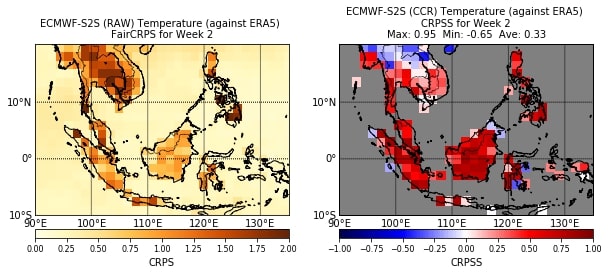 ECMWF-S2S (RAW) Temperature (against ERA5)
FairCRPS for Week 2
10°N
0°
10°S
90°E 100°E 110°E 120°E 130°E
0.00 0.25 0.50 0.75 1.00 1.25 1.50 1.75 2.00
CRPS
ECMWF-S2S (CCR) Temperature (against ERA5)
CRPSS for Week 2
Max: 0.95 Min: -0.65 Ave: 0.33
10°N
0°
10°S
90°E 100°E 110°E 120°E 130°E
−1.00 −0.75 −0.50 −0.25 0.00 0.25 0.50 0.75 1.00
CRPSS